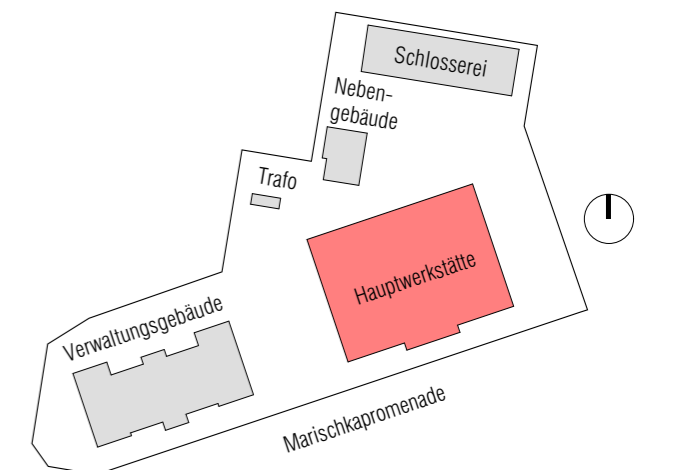 Schlosserei
Neben-
gebäude
Trafo
Hauptwerkstätte
Verwaltungsgebäude
Marischkapromenade